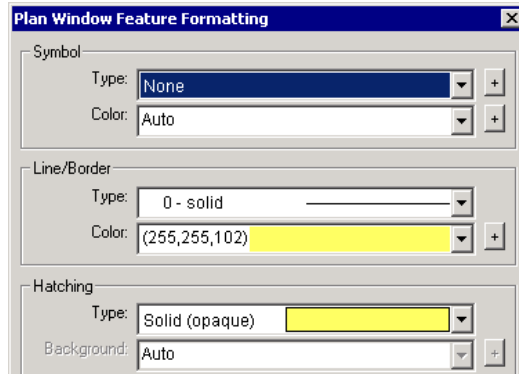 Plan Window Feature Formatting
Symbol
Type: None
Color: Auto
Line/Border
Type: 0 - solid
Color: (255,255,102)
Hatching
Type: Solid (opaque)
Background: Auto